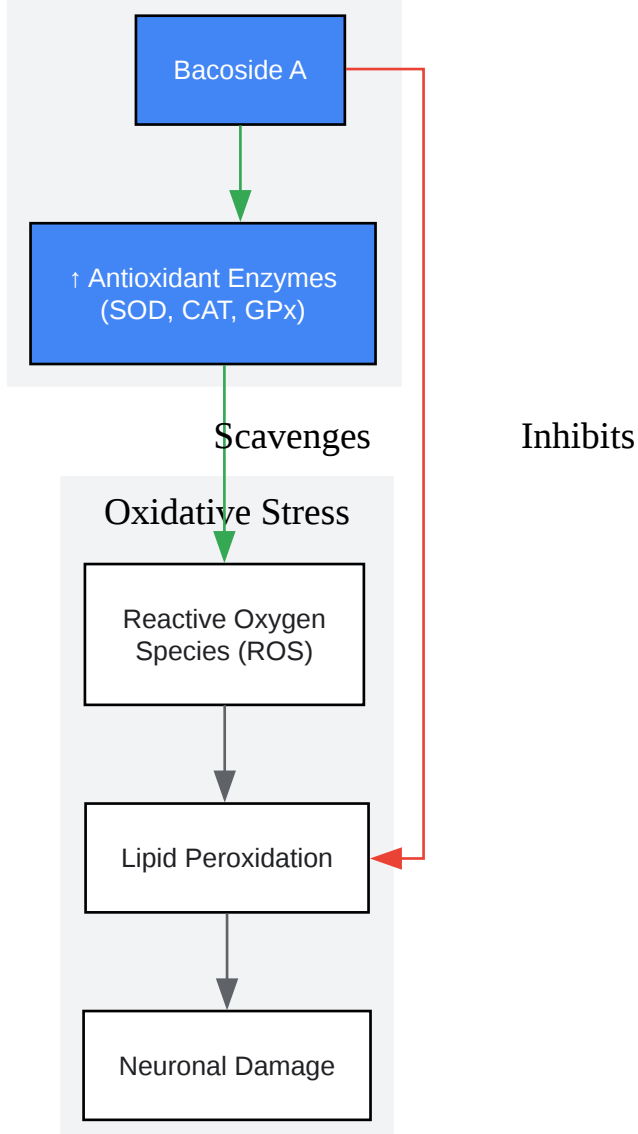 Bacoside A
↑ Antioxidant Enzymes
(SOD, CAT, GPx)
Scavenges
Inhibits
Oxidative Stress
Reactive Oxygen
Species (ROS)
Lipid Peroxidation
Neuronal Damage